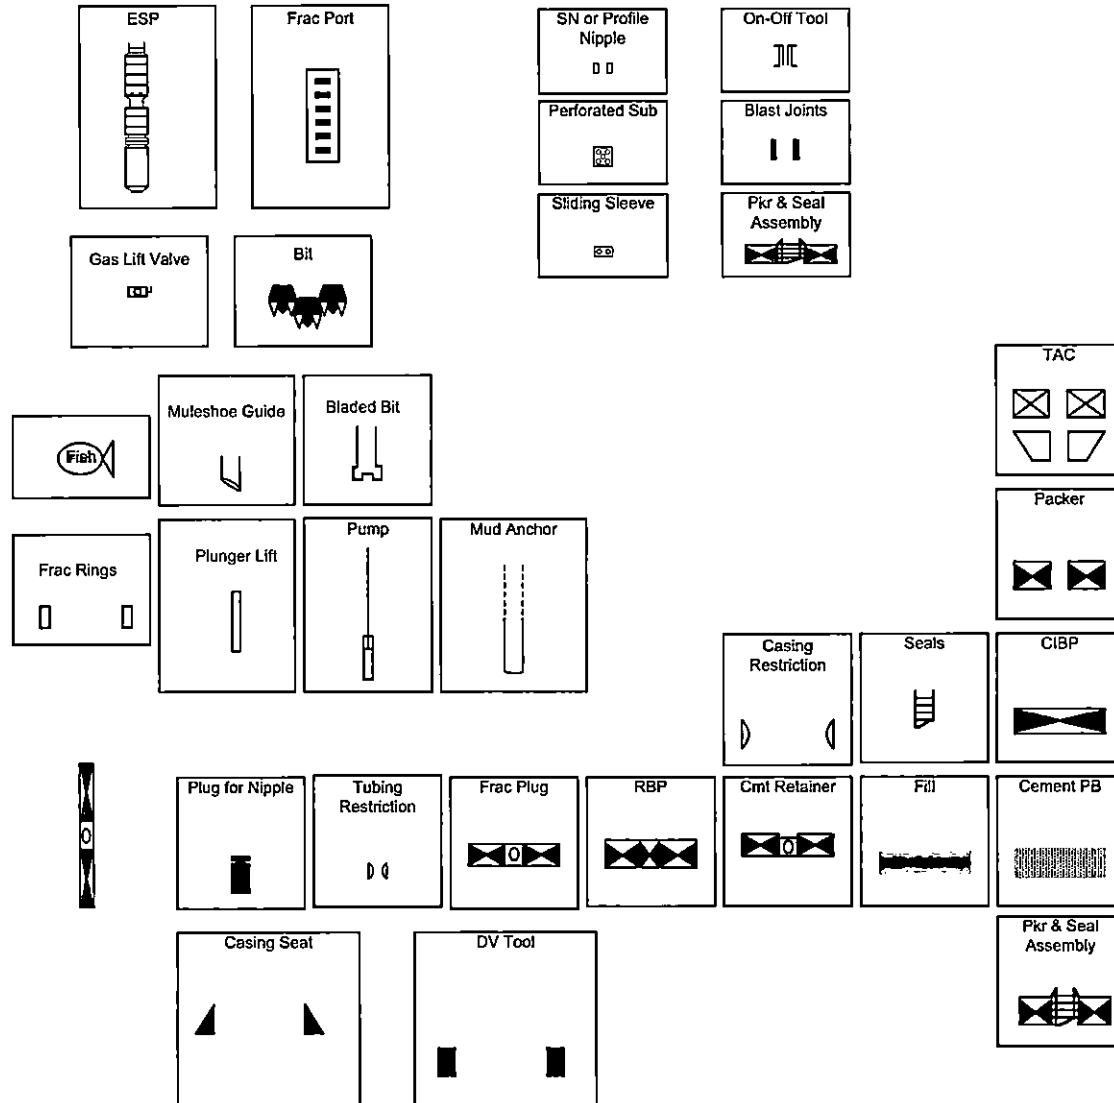 ESP
Frac Port
SN or Profile
Nipple
On-Off Tool
Perforated Sub
Blast Joints
Sliding Sleeve
Pkr & Seal
Assembly
Gas Lift Valve
Bit
TAC
Fish
Muleshoe Guide
Bladed Bit
Packer
Frac Rings
Plunger Lift
Pump
Mud Anchor
Casing
Restriction
Seals
CIBP
Plug for Nipple
Tubing
Restriction
Frac Plug
RBP
Cmt Retainer
Fill
Cement PB
Casing Seat
DV Tool
Pkr & Seal
Assembly